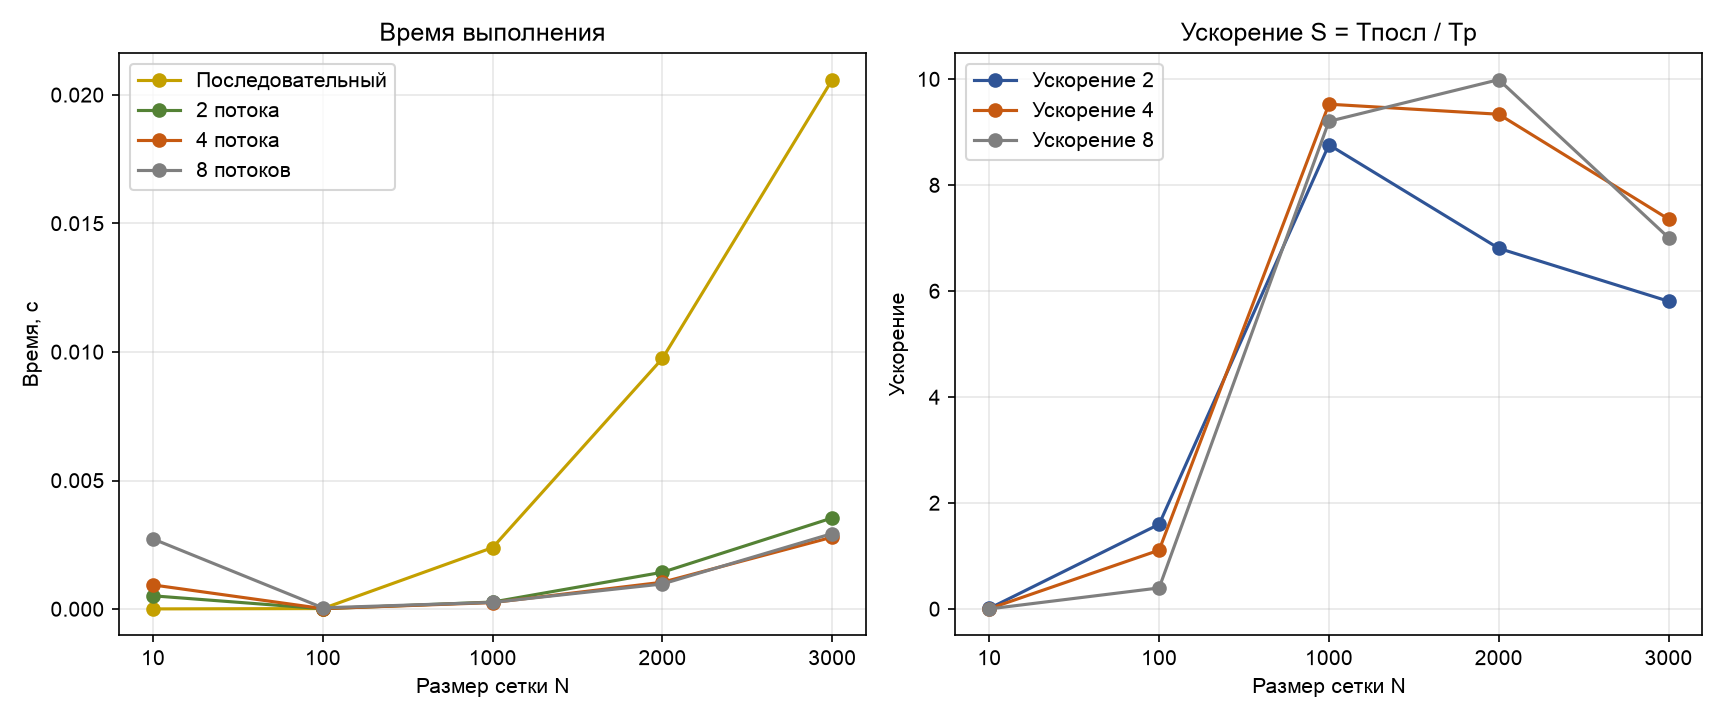 Время выполнения
Последовательный
2 потока
4 потока
8 потоков
Время, с
0.020
0.015
0.010
0.005
0.000
10 100 1000 2000 3000
Размер сетки N
Ускорение S = Tпосл / Tp
Ускорение 2
Ускорение 4
Ускорение 8
Ускорение
10
8
6
4
2
0
10 100 1000 2000 3000
Размер сетки N